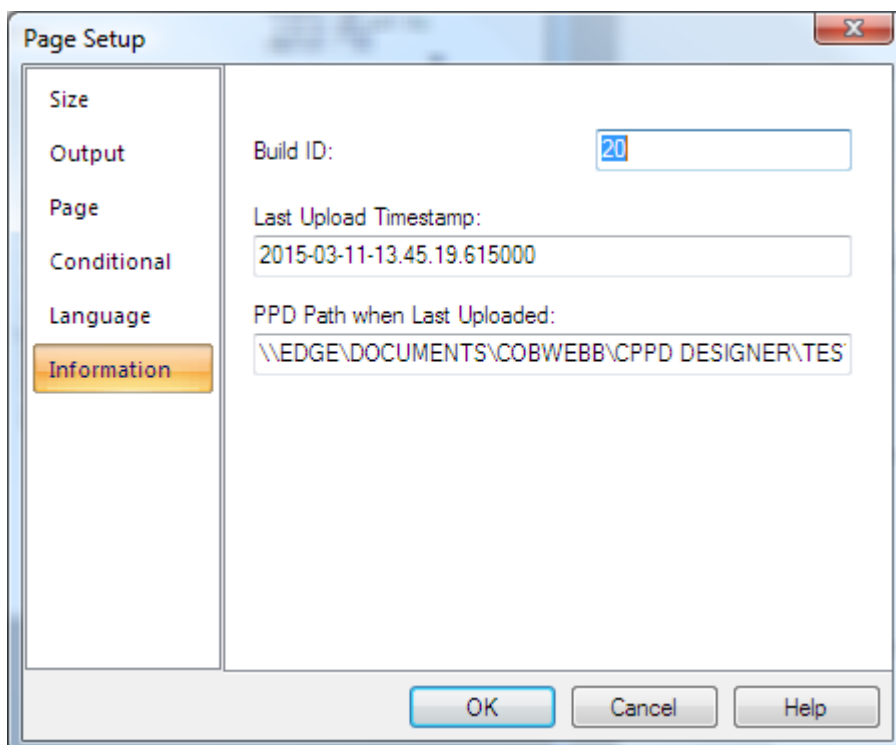 Page Setup
Size
Output
Page
Conditional
Language
Information
Build ID:
20
Last Upload Timestamp:
2015-03-11-13.45.19.615000
PPD Path when Last Uploaded:
\\EDGE\DOCUMENTS\COBWEBB\CPPD DESIGNER\TES
OK
Cancel
Help